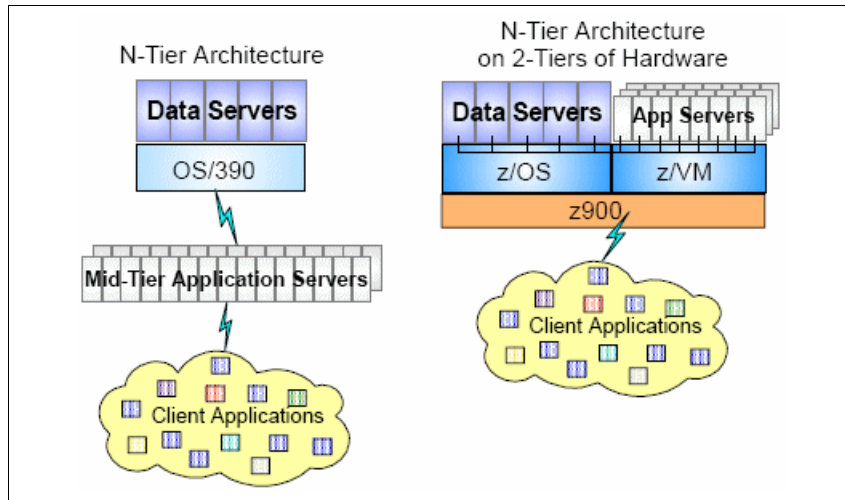 N-Tier Architecture
Data Servers
OS/390
Mid-Tier Application Servers
Client Applications
N-Tier Architecture
on 2-Tiers of Hardware
Data Servers
App Servers
z/OS
z/VM
z900
Client Applications